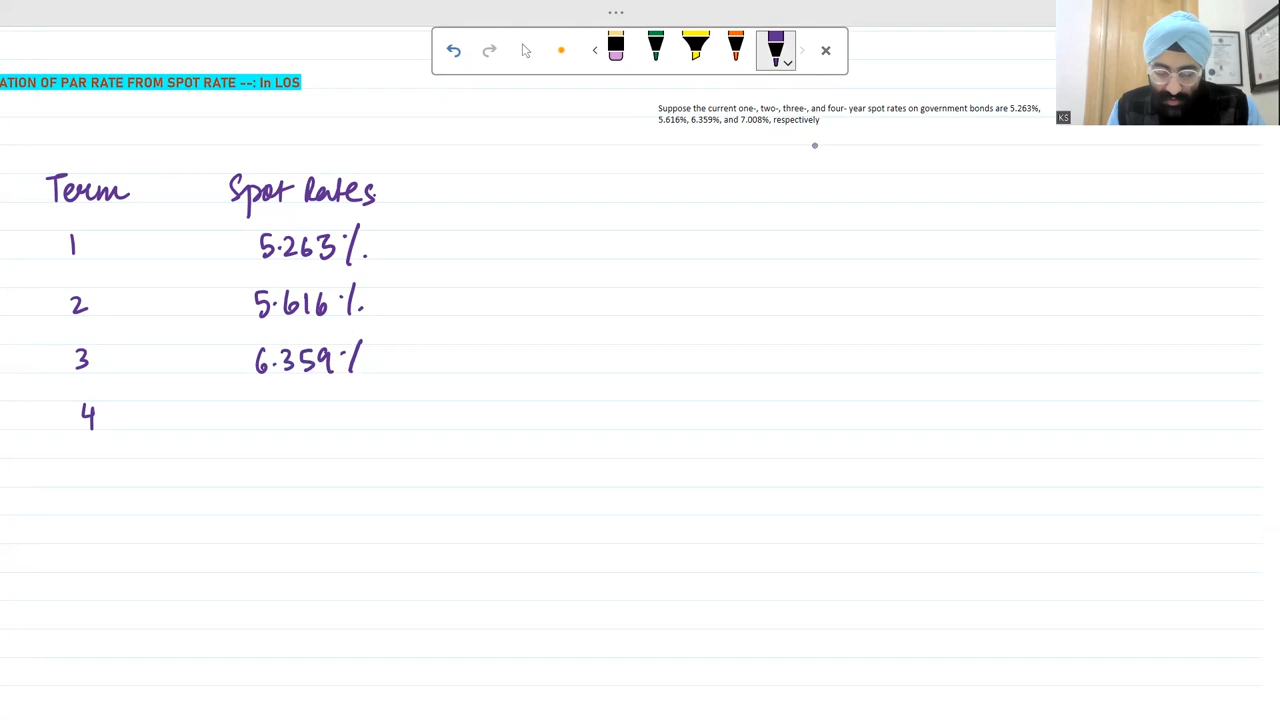 ATION OF PAR RATE FROM SPOT RATE --: In LOS
Suppose the current one-, two-, three-, and four- year spot rates on government bonds are 5.263%,
5.616%, 6.359%, and 7.008%, respectively
KS
Term Spot Rates
1 5.263%
2 5.616%
3 6.359%
4